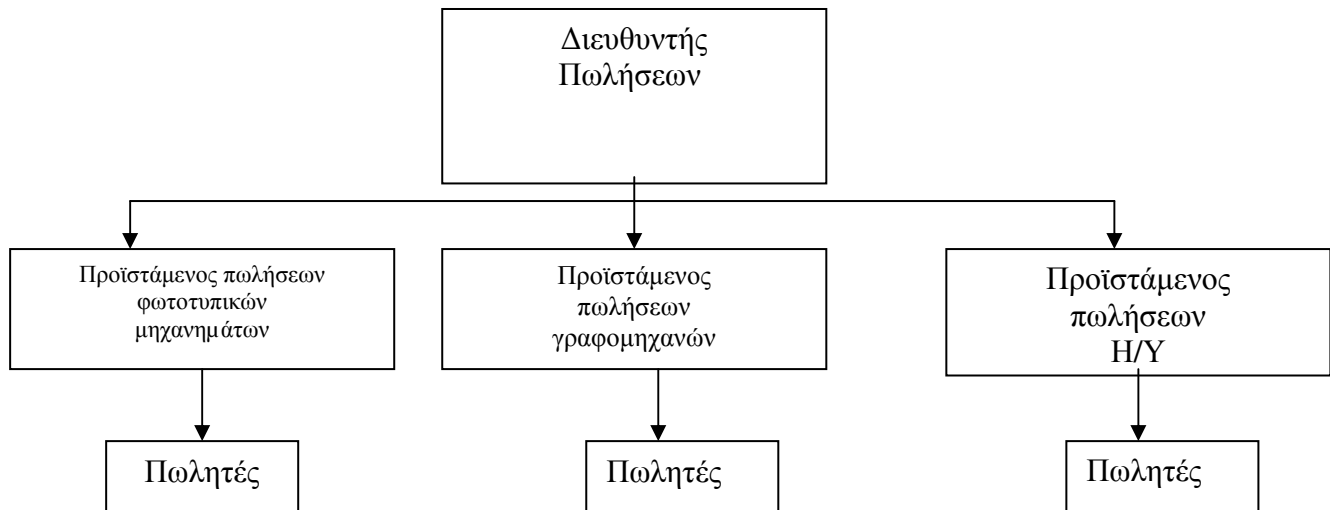 Διευθυντής
Πωλήσεων
Προϊστάμενος πωλήσεων
φωτοτυπικών
μηχανημάτων
Προϊστάμενος
πωλήσεων
γραφομηχανών
Προϊστάμενος
πωλήσεων
Η/Υ
Πωλητές
Πωλητές
Πωλητές